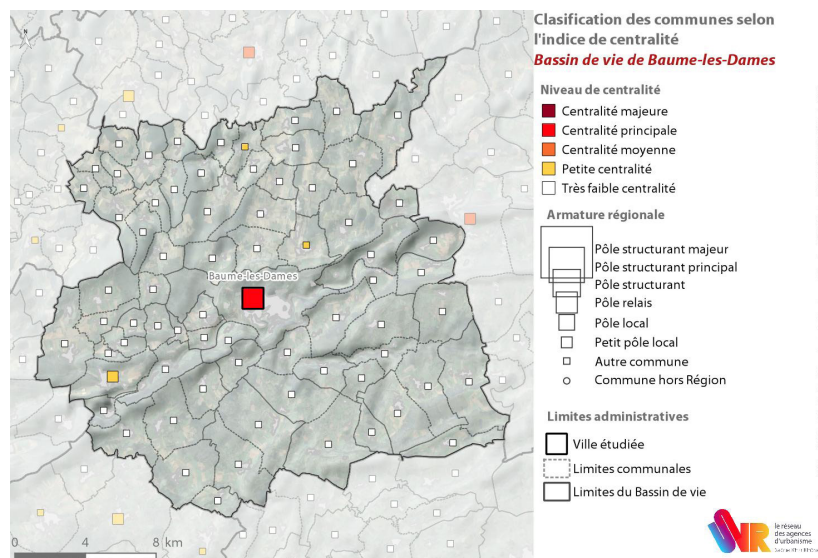 Clasification des communes selon
l'indice de centralité
Bassin de vie de Baume-les-Dames
N
Niveau de centralité
Centralité majeure
Centralité principale
Centralité moyenne
Petite centralité
Très faible centralité
Armature régionale
Pôle structurant majeur
Pôle structurant principal
Pôle structurant
Pôle relais
Pôle local
Petit pôle local
Autre commune
Commune hors Région
Baume-les-Dames
Limites administratives
Ville étudiée
Limites communales
Limites du Bassin de vie
0 4 8 km
le réseau
des agences
d'urbanisme